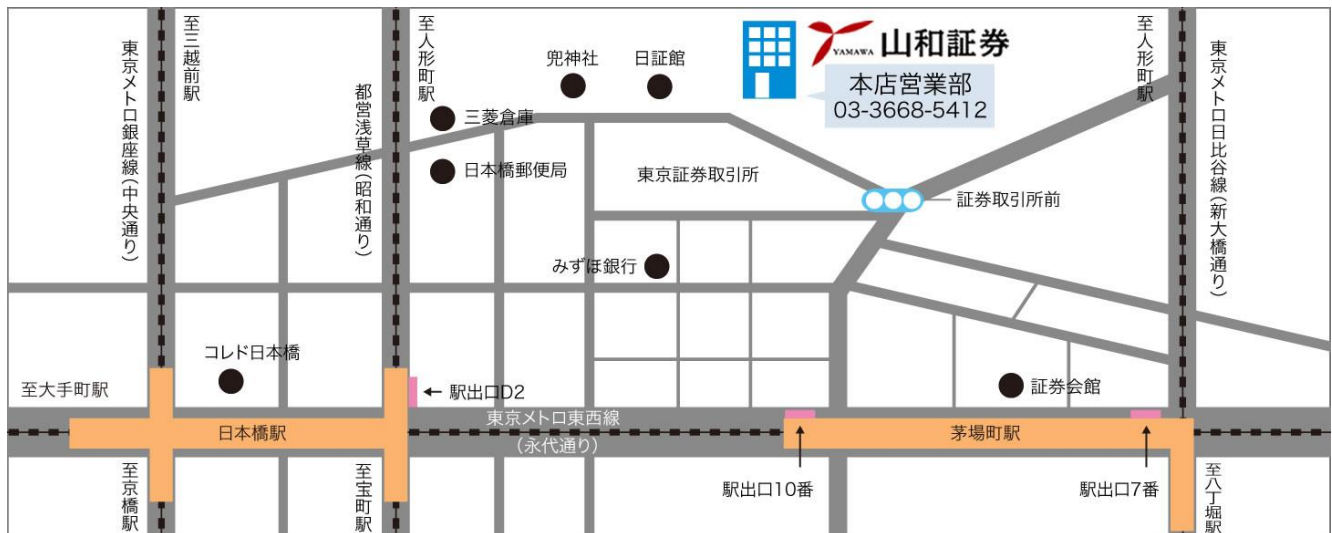 東京メトロ銀座線(中央通り)
至三越前駅
都営浅草線(昭和通り)
至人形町駅
兜神社
日証館
YAMAWA 山和証券
本店営業部
03-3668-5412
至人形町駅
東京メトロ日比谷線(新大橋通り)
三菱倉庫
日本橋郵便局
東京証券取引所
証券取引所前
みずほ銀行
コレド日本橋
至大手町駅
駅出口D2
証券会館
東京メトロ東西線
(永代通り)
日本橋駅
茅場町駅
至京橋駅
至宝町駅
駅出口10番
駅出口7番
至八丁堀駅